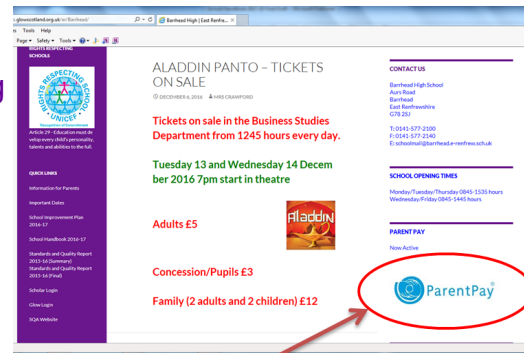 glowscotland.org.uk/er/Barrhead/
Barrhead High | East Renfre...
s Tools Help
Page Safety Tools
RIGHTS RESPECTING
SCHOOLS
RIGHTS RESPECTING SCHOOLS
UNICEF
Article 29 - Education must de
velop every child's personality,
talents and abilities to the full.
QUICK LINKS
Information for Parents
Important Dates
School Improvement Plan
2016-17
School Handbook 2016-17
Standards and Quality Report
2015-16 (Summary)
Standards and Quality Report
2015-16 (Final)
Scholar Login
Glow Login
SQA Website
ALADDIN PANTO – TICKETS
ON SALE
DECEMBER 6, 2016 MRS CRAWFORD
Tickets on sale in the Business Studies
Department from 1245 hours every day.
Tuesday 13 and Wednesday 14 Decem
ber 2016 7pm start in theatre
Adults £5
Aladdin
Concession/Pupils £3
Family (2 adults and 2 children) £12
CONTACT US
Barrhead High School
Aurs Road
Barrhead
East Renfrewshire
G78 2SJ
T: 0141-577-2100
F: 0141-577-2140
E: schoolmail@barrhead.e-renfrew.sch.uk
SCHOOL OPENING TIMES
Monday/Tuesday/Thursday 0845-1535 hours
Wednesday/Friday 0845-1445 hours
PARENT PAY
Now Active
ParentPay